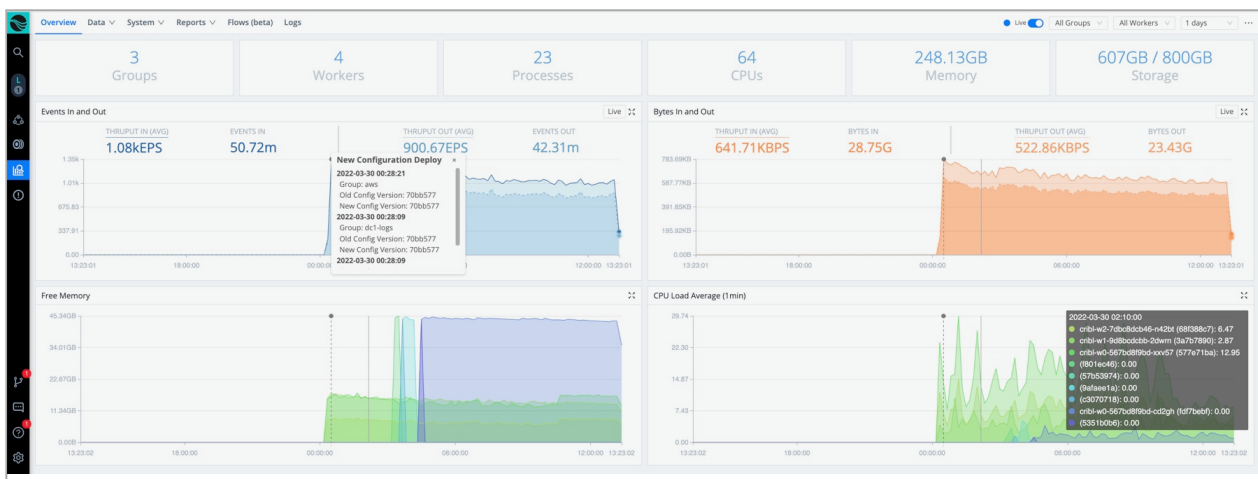 Overview Data System Reports Flows (beta) Logs Live All Groups All Workers 1 days ...
L
3 4 23 64 248.13GB 607GB / 800GB
Groups Workers Processes CPUs Memory Storage
Events In and Out Live
THRUPUT IN (AVG) EVENTS IN THRUPUT OUT (AVG) EVENTS OUT
1.08kEPS 50.72m 900.67EPS 42.31m
1.35k
1.01k
675.83
337.91
0.00
13:23:01 18:00:00 00:00:00 12:00:00 13:23:01
New Configuration Deploy ×
2022-03-30 00:28:21
Group: aws
Old Config Version: 70bb577
New Config Version: 70bb577
2022-03-30 00:28:09
Group: dc1-logs
Old Config Version: 70bb577
New Config Version: 70bb577
2022-03-30 00:28:09
Bytes In and Out Live
THRUPUT IN (AVG) BYTES IN THRUPUT OUT (AVG) BYTES OUT
641.71KBPS 28.75G 522.86KBPS 23.43G
783.69KB
587.77KB
391.85KB
195.92KB
0.00B
13:23:01 18:00:00 00:00:00 06:00:00 12:00:00 13:23:01
Free Memory
45.34GB
34.01GB
22.67GB
11.34GB
0.00B
13:23:02 18:00:00 00:00:00 06:00:00 12:00:00 13:23:02
CPU Load Average (1min)
29.74
22.30
14.87
7.43
0.00
13:23:02 18:00:00 00:00:00 06:00:00 12:00:00 13:23:02
2022-03-30 02:10:00
cribl-w2-7dbc8dcb46-n42bt (68f388c7): 6.47
cribl-w1-9d8bcdcbb-2dwrn (3a7b7890): 2.87
cribl-w0-567bd8f9bd-xxv57 (577e71ba): 12.95
(f801ec46): 0.00
(57b53974): 0.00
(9afaee1a): 0.00
(c3070718): 0.00
cribl-w0-567bd8f9bd-cd2gh (fdf7bebf): 0.00
(5351b0b6): 0.00
1
1